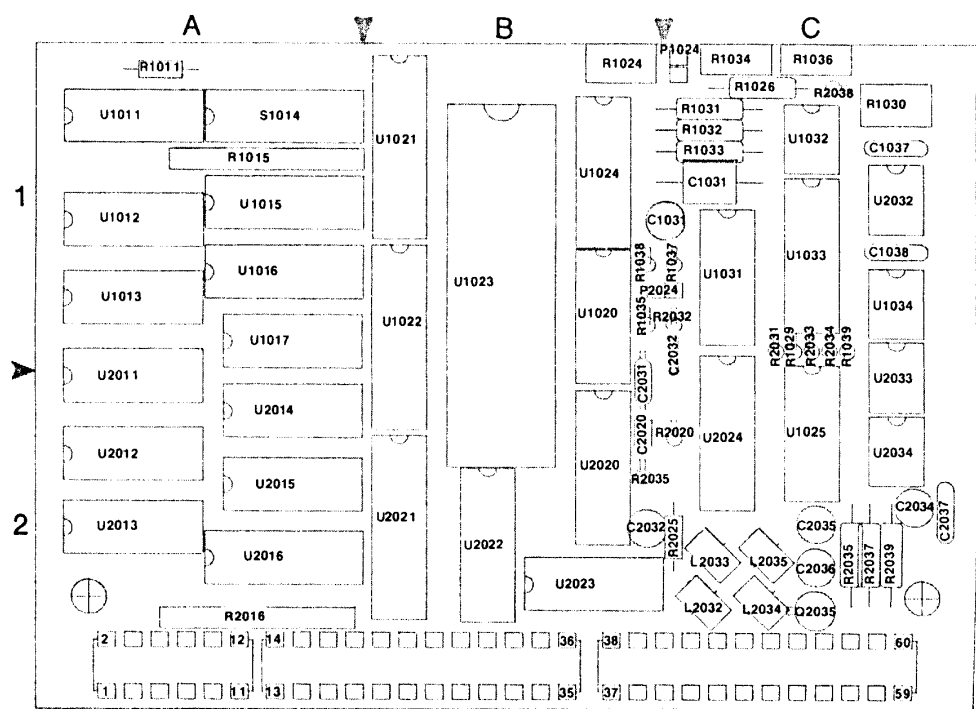 A B C
P1024
R1011 R1024 R1034 R1036
R1026 R2038
U1011 S1014 R1031 R1030
U1021 R1032 U1032
R1015 R1033 C1037
U1024 C1031
1 U1015 U2032
U1012 C1031
U1016 R1038 R1037 C1038
U1013 U1023 U1031 U1033
P2024 U1034
U1022 U1020 R1035 R2032
U1017 C2032 R2031 R1029 R2033 R2034 R1039
U2011 C2031 U2033
U2014
U2012 C2020 R2020 U2024 U1025 U2034
U2020
U2015 R2035
2 U2013 U2021 C2032 R2025 C2035 C2034 C2037
U2016 U2022 L2033 L2035 C2036 R2035 R2037 R2039
U2023
L2032 L2034 Q2035
R2016
2 12 14 36 38 60
1 11 13 35 37 59